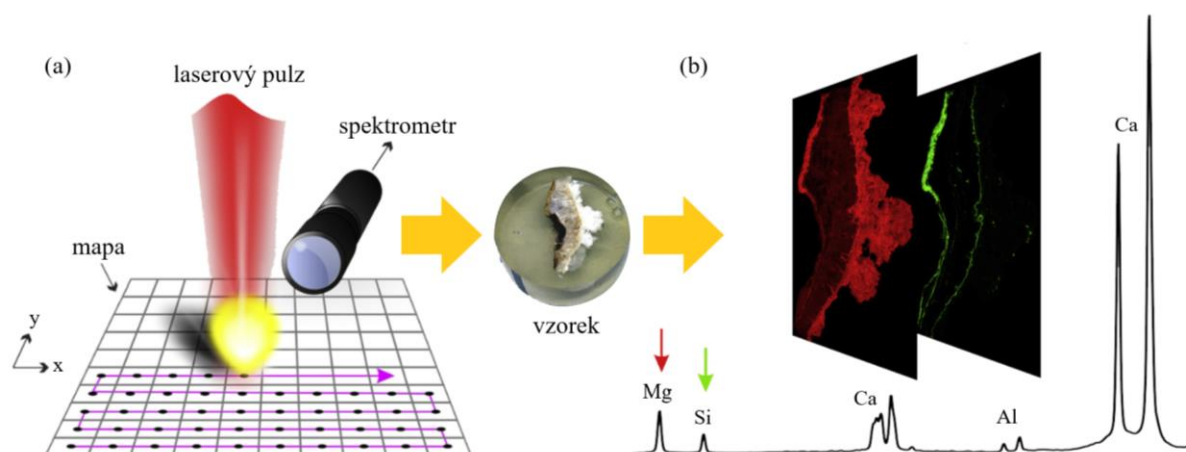 (a)
laserový pulz
spektrometr
mapa
y
x
vzorek
(b)
Mg
Si
Ca
Al
Ca